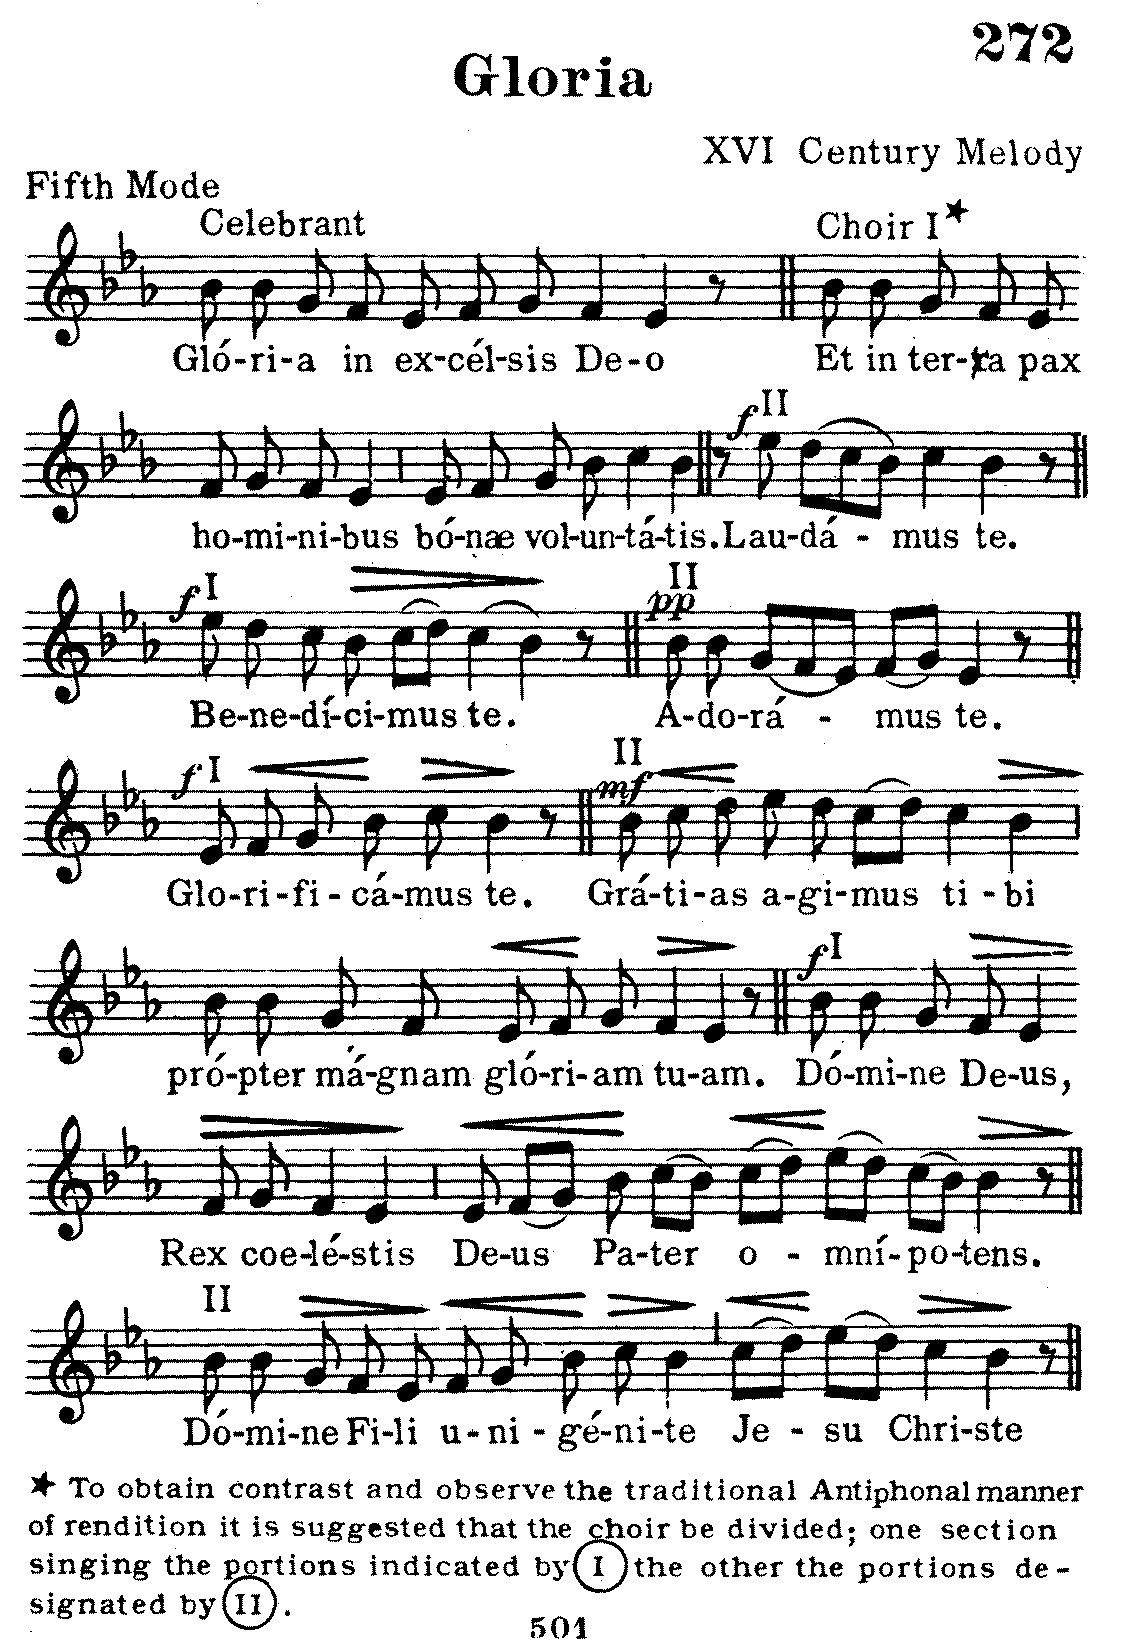 272
Gloria
XVI Century Melody
Fifth Mode
Celebrant Choir I★
Gló-ri-a in ex-cél-sis De-o Et in ter-ra pax
f II
ho-mi-ni-bus bó-næ vol-un-tá-tis. Lau-dá - mus te.
f I II
pp
Be-ne-dí-ci-mus te. A-do-rá - mus te.
f I II
mf
Glo-ri-fi-cá-mus te. Grá-ti-as a-gi-mus ti-bi
f I
pró-pter má-gnam gló-ri-am tu-am. Dó-mi-ne De-us,
Rex coe-lé-stis De-us Pa-ter o - mní-po-tens.
II
Dó-mi-ne Fi-li u-ni-gé-ni-te Je-su Chri-ste
★ To obtain contrast and observe the traditional Antiphonal manner
of rendition it is suggested that the choir be divided; one section
singing the portions indicated by I the other the portions de-
signated by II.
501